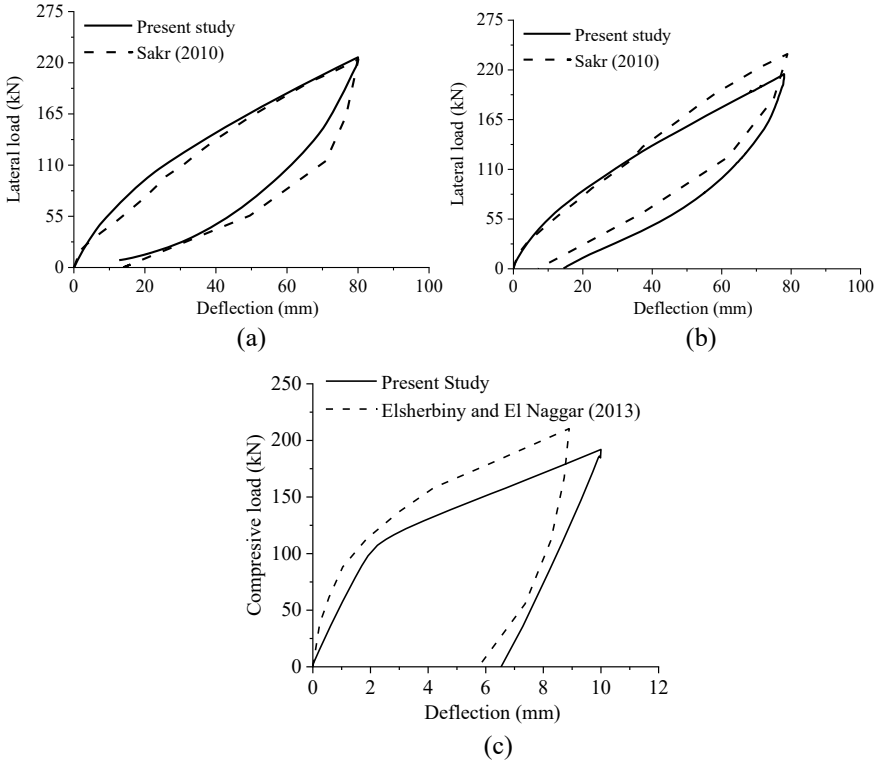 275
220
165
110
55
0
Lateral load (kN)
Present study
Sakr (2010)
0 20 40 60 80 100
Deflection (mm)
(a)
275
220
165
110
55
0
Lateral load (kN)
Present study
Sakr (2010)
0 20 40 60 80 100
Deflection (mm)
(b)
250
200
150
100
50
0
Compresive load (kN)
Present Study
Elsherbiny and El Naggar (2013)
0 2 4 6 8 10 12
Deflection (mm)
(c)